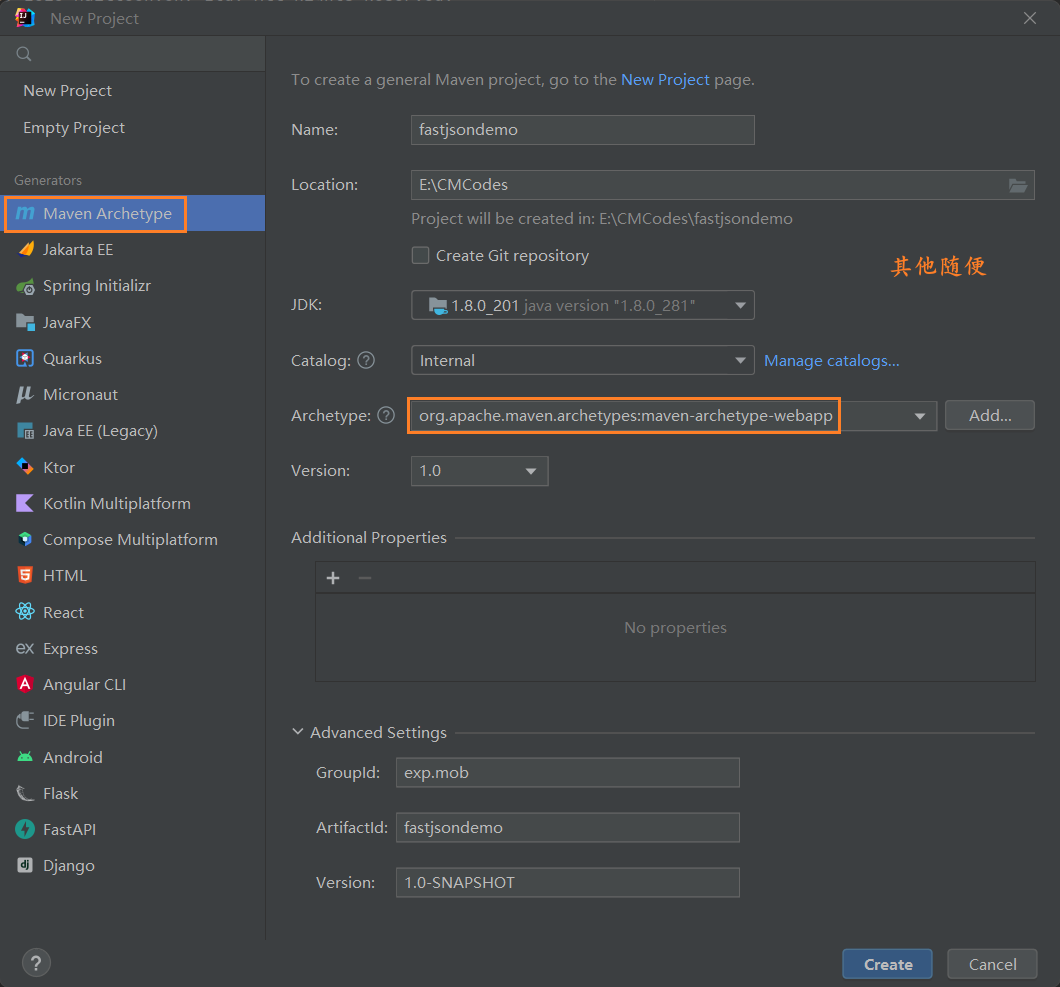 New Project
New Project
Empty Project
Generators
Maven Archetype
Jakarta EE
Spring Initializr
JavaFX
Quarkus
Micronaut
Java EE (Legacy)
Ktor
Kotlin Multiplatform
Compose Multiplatform
HTML
React
Express
Angular CLI
IDE Plugin
Android
Flask
FastAPI
Django
To create a general Maven project, go to the New Project page.
Name: fastjsondemo
Location: E:\CMCodes
Project will be created in: E:\CMCodes\fastjsondemo
Create Git repository
其他随便
JDK: 1.8.0_201 java version "1.8.0_281"
Catalog: ? Internal Manage catalogs...
Archetype: ? org.apache.maven.archetypes:maven-archetype-webapp Add...
Version: 1.0
Additional Properties
No properties
Advanced Settings
GroupId: exp.mob
ArtifactId: fastjsondemo
Version: 1.0-SNAPSHOT
? Create Cancel